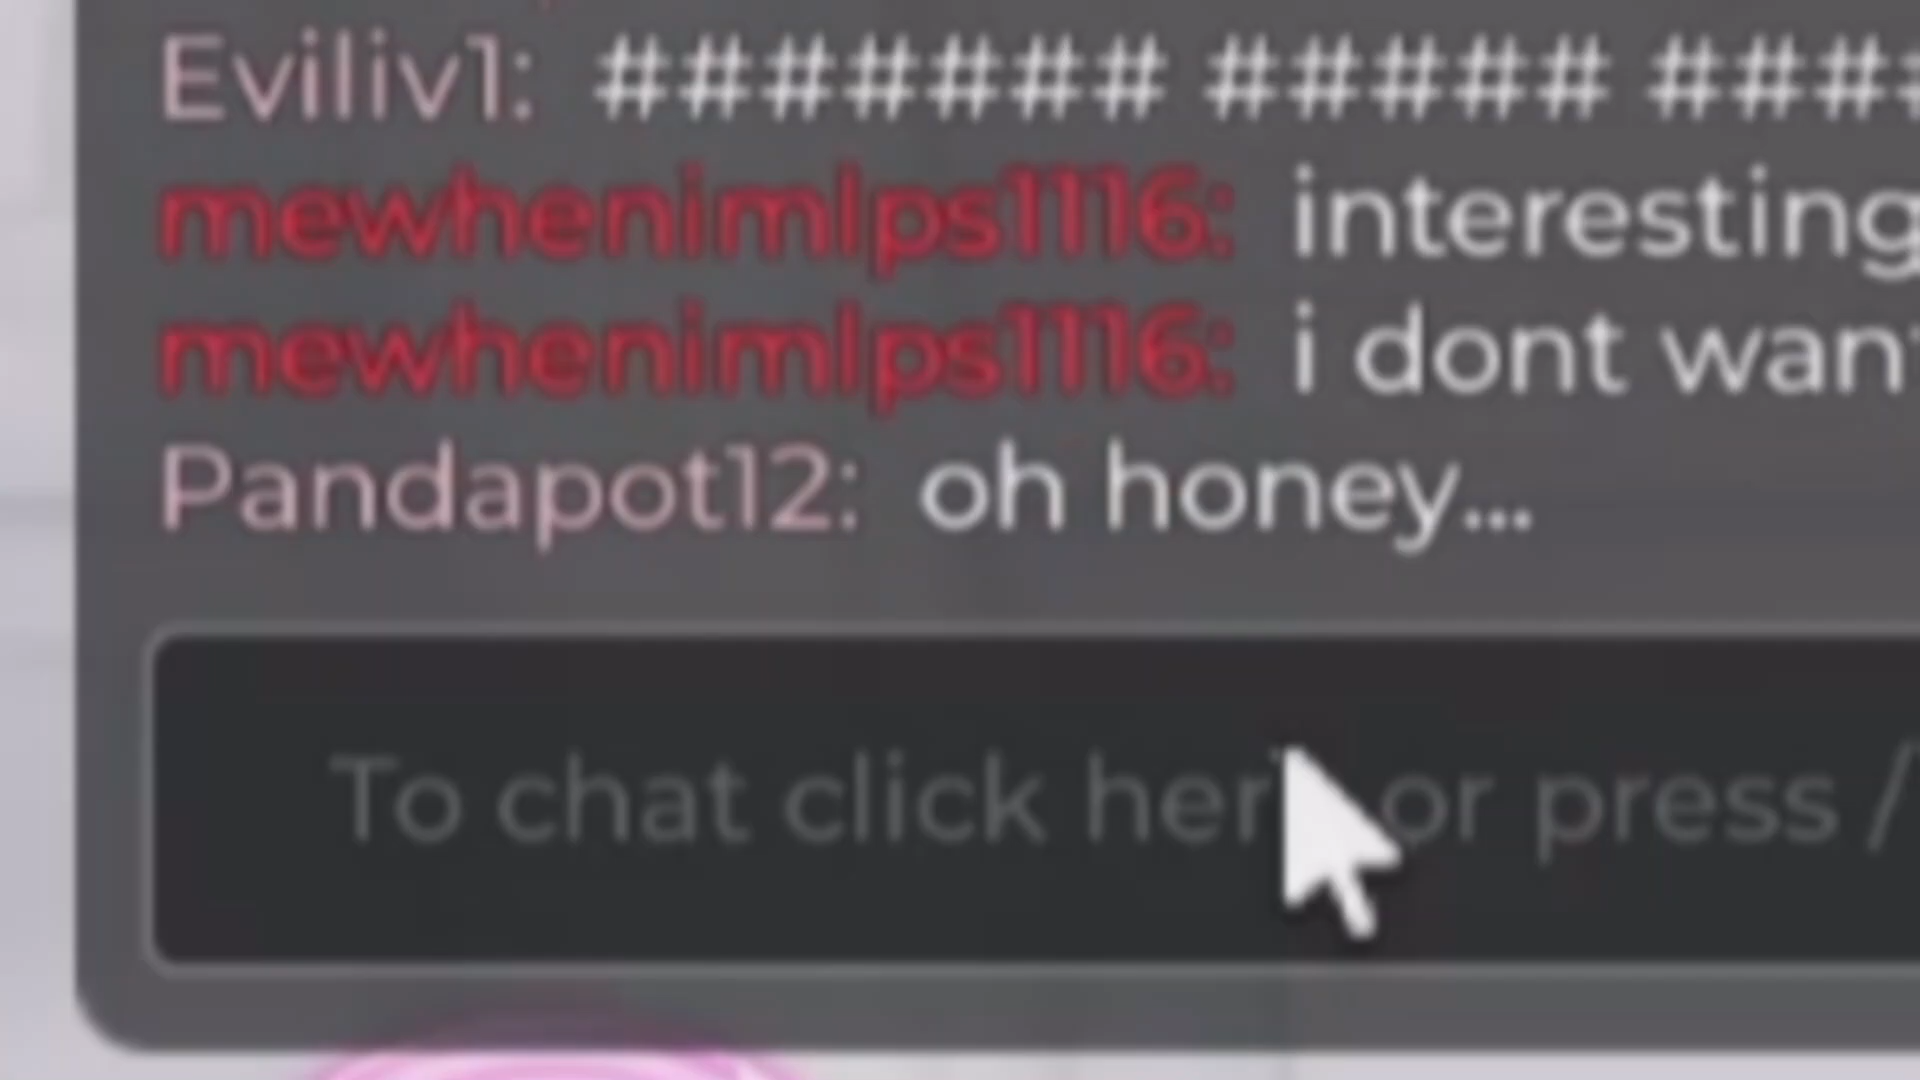 Eviliv1: ####### ##### ####
mewhenimlps1116: interesting
mewhenimlps1116: i dont want
Pandapot12: oh honey...
To chat click here or press /